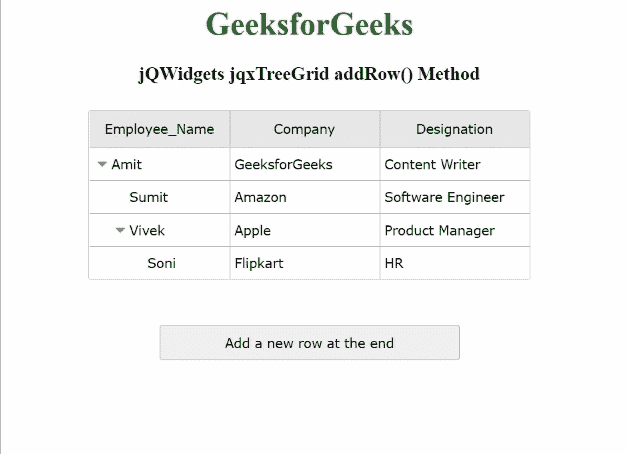 GeeksforGeeks
jQWidgets jqxTreeGrid addRow() Method
Employee_Name Company Designation
Amit GeeksforGeeks Content Writer
Sumit Amazon Software Engineer
Vivek Apple Product Manager
Soni Flipkart HR
Add a new row at the end